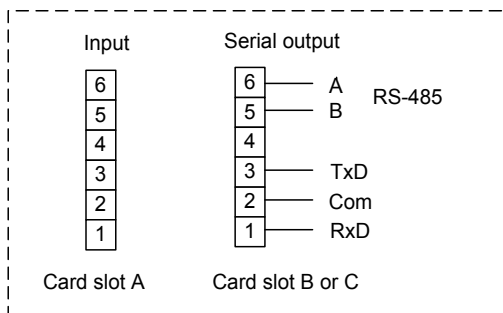 Input Serial output
6 6 A RS-485
5 5 B
4 4
3 3 TxD
2 2 Com
1 1 RxD
Card slot A Card slot B or C